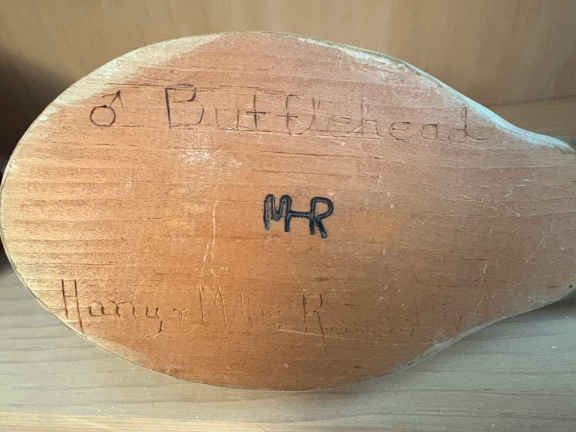 ♂ Bufflehead
MHR
Harry &